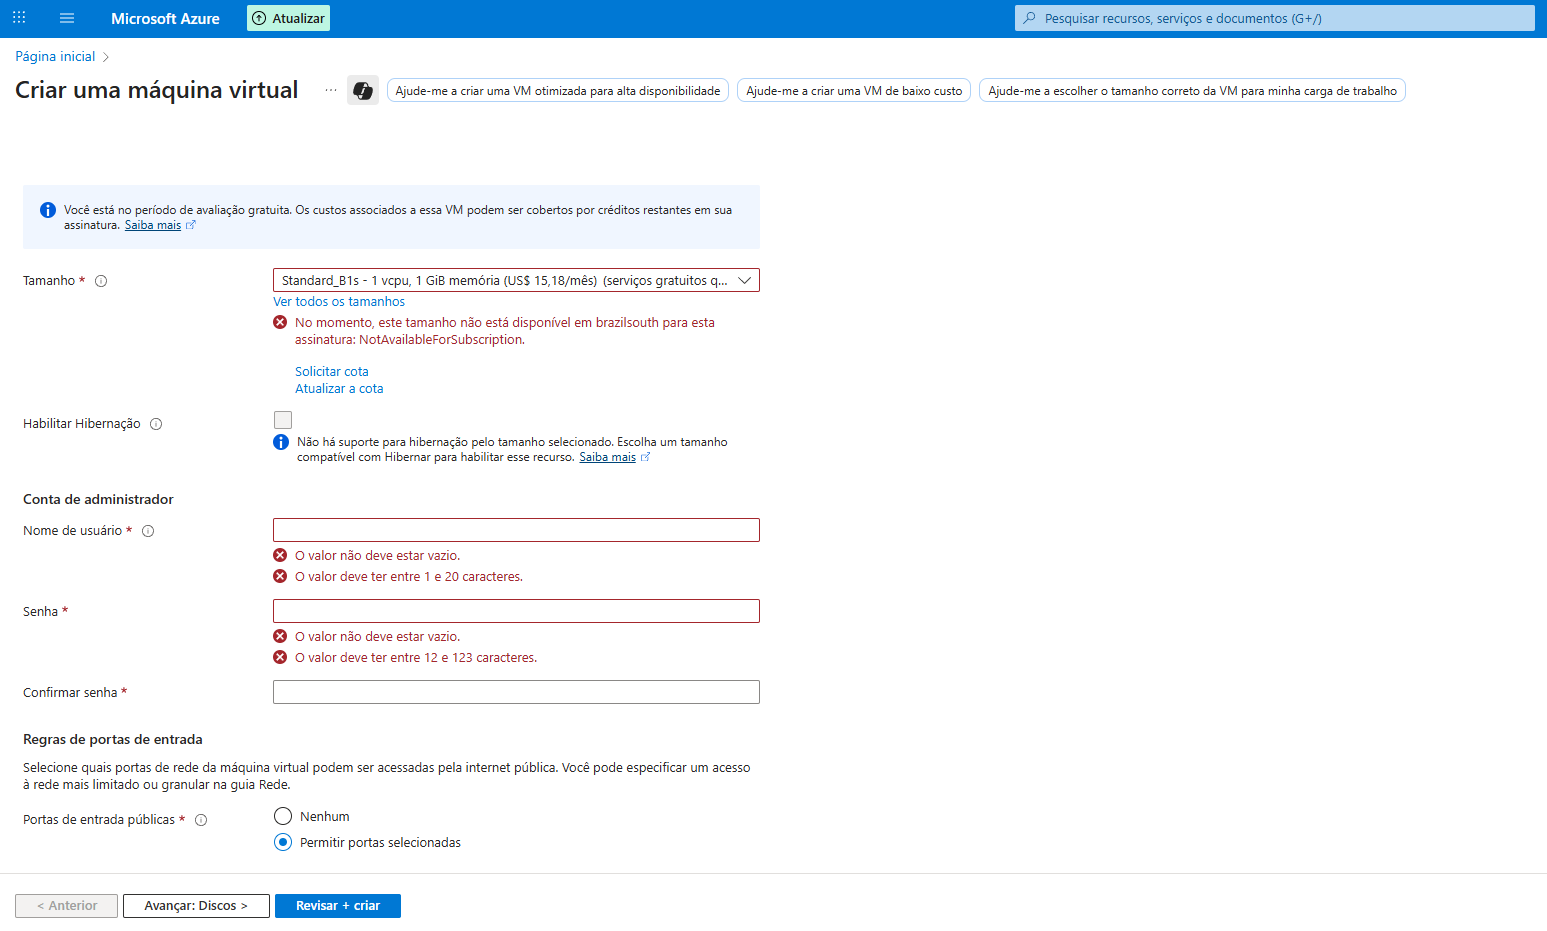 Microsoft Azure
Atualizar
Pesquisar recursos, serviços e documentos (G+/)
Página inicial
Criar uma máquina virtual
...
Ajude-me a criar uma VM otimizada para alta disponibilidade
Ajude-me a criar uma VM de baixo custo
Ajude-me a escolher o tamanho correto da VM para minha carga de trabalho
Você está no período de avaliação gratuita. Os custos associados a essa VM podem ser cobertos por créditos restantes em sua
assinatura. Saiba mais
Tamanho *
Standard_B1s - 1 vcpu, 1 GiB memória (US$ 15,18/mês) (serviços gratuitos q...
Ver todos os tamanhos
No momento, este tamanho não está disponível em brazilsouth para esta
assinatura: NotAvailableForSubscription.
Solicitar cota
Atualizar a cota
Habilitar Hibernação
Não há suporte para hibernação pelo tamanho selecionado. Escolha um tamanho
compatível com Hibernar para habilitar esse recurso. Saiba mais
Conta de administrador
Nome de usuário *
O valor não deve estar vazio.
O valor deve ter entre 1 e 20 caracteres.
Senha *
O valor não deve estar vazio.
O valor deve ter entre 12 e 123 caracteres.
Confirmar senha *
Regras de portas de entrada
Selecione quais portas de rede da máquina virtual podem ser acessadas pela internet pública. Você pode especificar um acesso
à rede mais limitado ou granular na guia Rede.
Portas de entrada públicas *
Nenhum
Permitir portas selecionadas
< Anterior
Avançar: Discos >
Revisar + criar